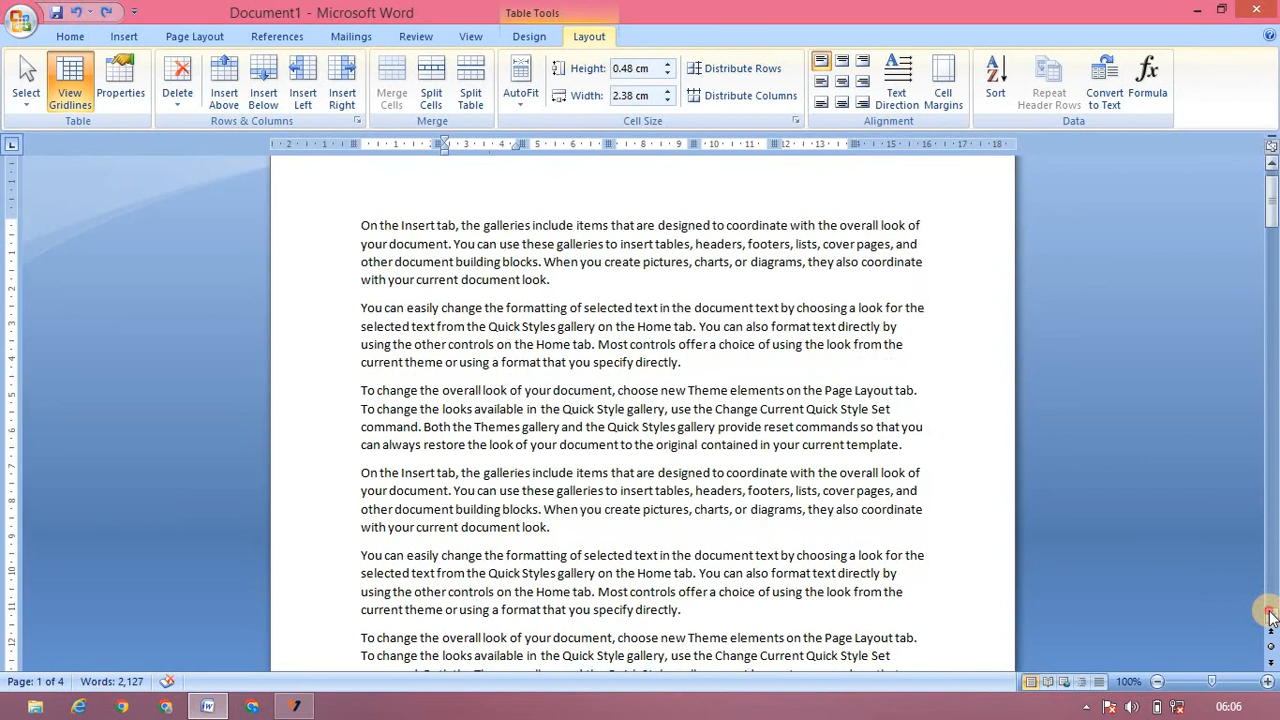 Document1 - Microsoft Word
Table Tools
Home Insert Page Layout References Mailings Review View Design Layout
Select
View Gridlines
Properties
Table
Delete
Insert Above
Insert Below
Insert Left
Insert Right
Rows & Columns
Merge Cells
Split Cells
Split Table
Merge
AutoFit
Height: 0.48 cm
Width: 2.38 cm
Distribute Rows
Distribute Columns
Cell Size
Text Direction
Cell Margins
Alignment
Sort
Repeat Header Rows
Convert to Text
Formula
Data
On the Insert tab, the galleries include items that are designed to coordinate with the overall look of
your document. You can use these galleries to insert tables, headers, footers, lists, cover pages, and
other document building blocks. When you create pictures, charts, or diagrams, they also coordinate
with your current document look.
You can easily change the formatting of selected text in the document text by choosing a look for the
selected text from the Quick Styles gallery on the Home tab. You can also format text directly by
using the other controls on the Home tab. Most controls offer a choice of using the look from the
current theme or using a format that you specify directly.
To change the overall look of your document, choose new Theme elements on the Page Layout tab.
To change the looks available in the Quick Style gallery, use the Change Current Quick Style Set
command. Both the Themes gallery and the Quick Styles gallery provide reset commands so that you
can always restore the look of your document to the original contained in your current template.
On the Insert tab, the galleries include items that are designed to coordinate with the overall look of
your document. You can use these galleries to insert tables, headers, footers, lists, cover pages, and
other document building blocks. When you create pictures, charts, or diagrams, they also coordinate
with your current document look.
You can easily change the formatting of selected text in the document text by choosing a look for the
selected text from the Quick Styles gallery on the Home tab. You can also format text directly by
using the other controls on the Home tab. Most controls offer a choice of using the look from the
current theme or using a format that you specify directly.
To change the overall look of your document, choose new Theme elements on the Page Layout tab.
To change the looks available in the Quick Style gallery, use the Change Current Quick Style Set
Page: 1 of 4 Words: 2,127 100%
06:06